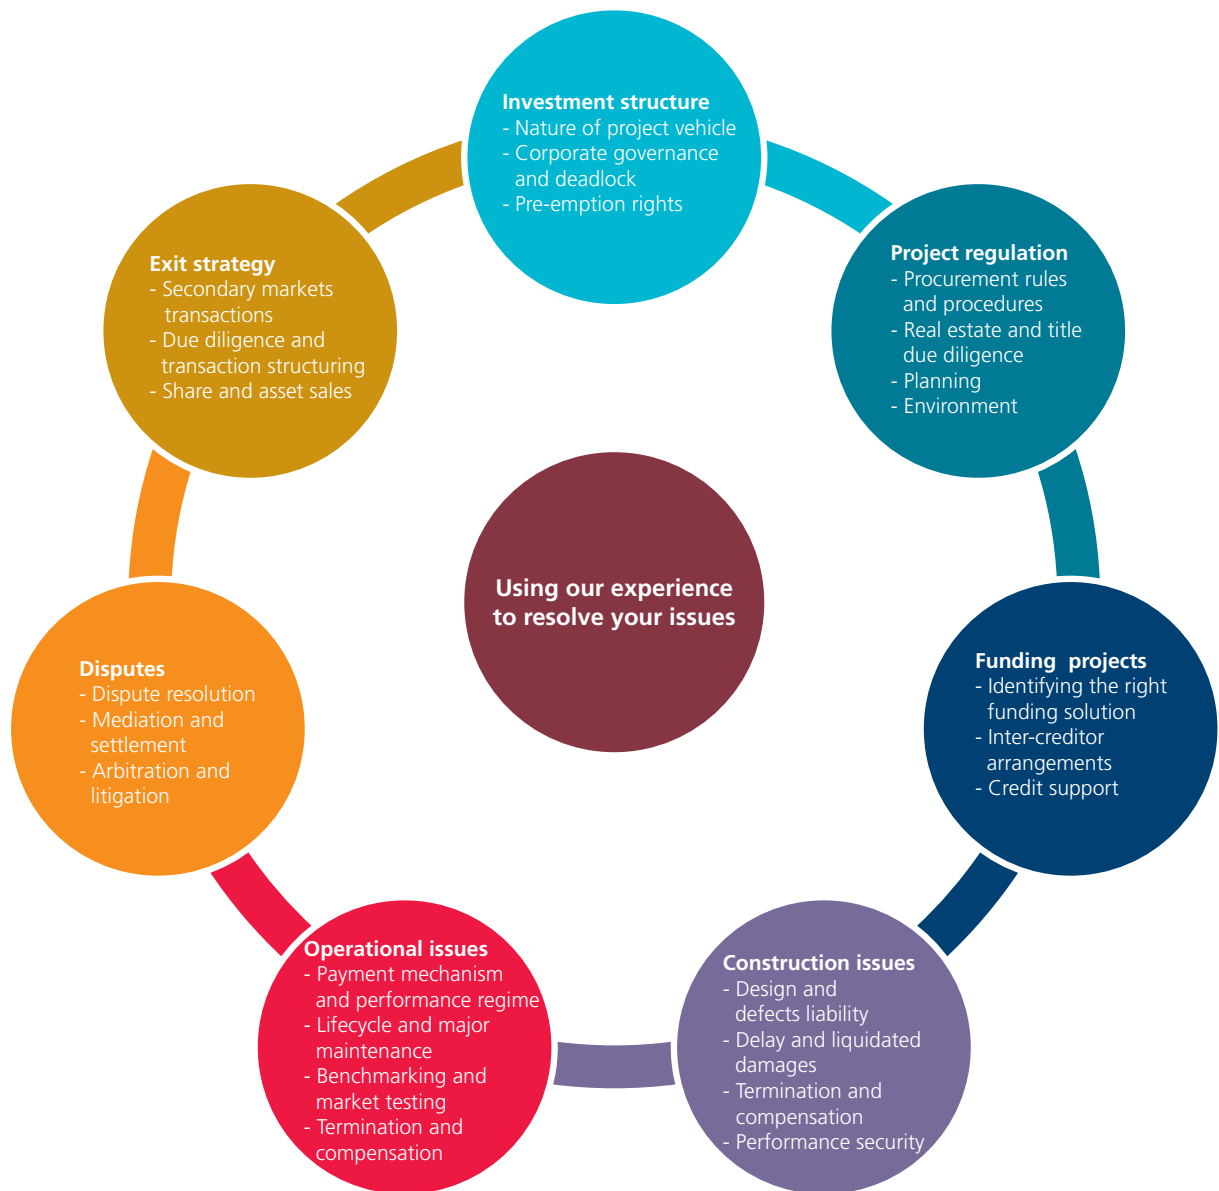 Investment structure
- Nature of project vehicle
- Corporate governance
and deadlock
- Pre-emption rights
Project regulation
- Procurement rules
and procedures
- Real estate and title
due diligence
- Planning
- Environment
Funding  projects
- Identifying the right
funding solution
- Inter-creditor
arrangements
- Credit support
Construction issues
- Design and
defects liability
- Delay and liquidated
damages
- Termination and
compensation
- Performance security
Operational issues
- Payment mechanism
and performance regime
- Lifecycle and major
maintenance
- Benchmarking and
market testing
- Termination and
compensation
Disputes
- Dispute resolution
- Mediation and
settlement
- Arbitration and
litigation
Exit strategy
- Secondary markets
transactions
- Due diligence and
transaction structuring
- Share and asset sales
Using our experience
to resolve your issues